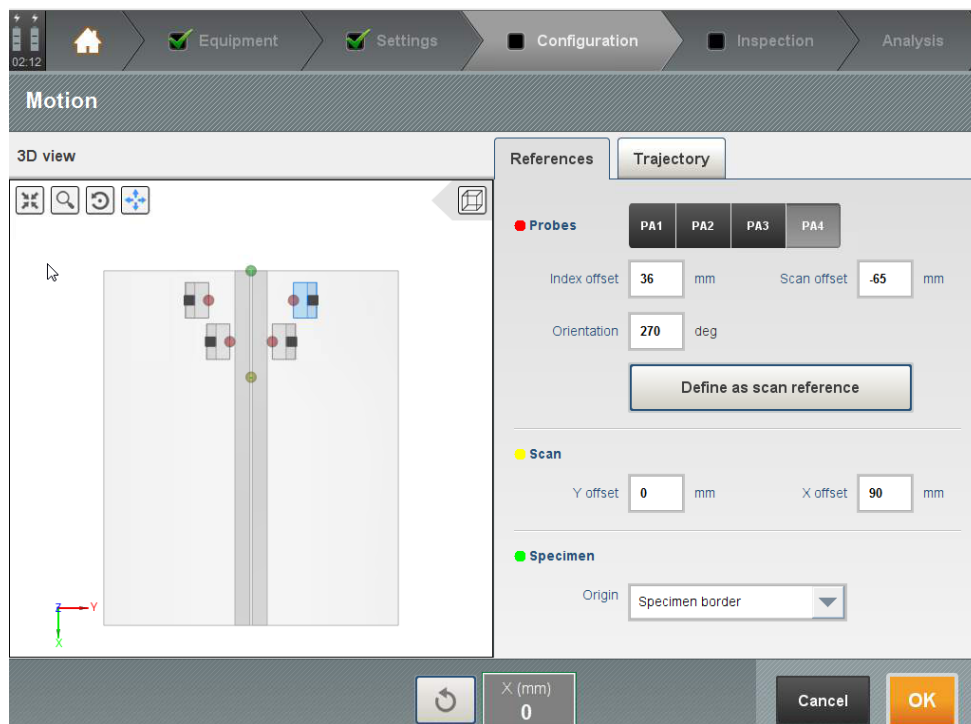 02:12
Equipment
Settings
Configuration
Inspection
Analysis
Motion
3D view
References
Trajectory
Probes
PA1
PA2
PA3
PA4
Index offset 36 mm
Scan offset -65 mm
Orientation 270 deg
Define as scan reference
Scan
Y offset 0 mm
X offset 90 mm
Specimen
Origin Specimen border
Z
Y
X
X (mm)
0
Cancel
OK